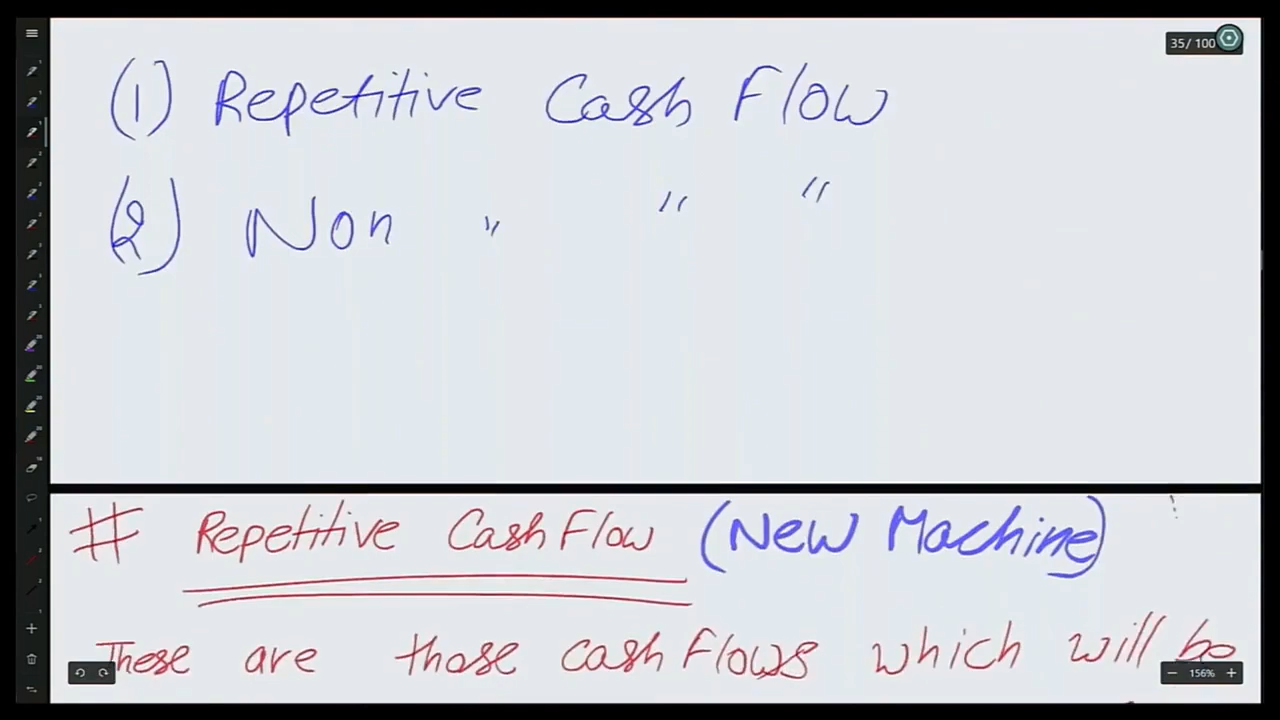 35/100
(1) Repetitive Cash Flow
(2) Non " " "
# Repetitive Cash Flow (New Machine)
These are those cash flows which will be
156%